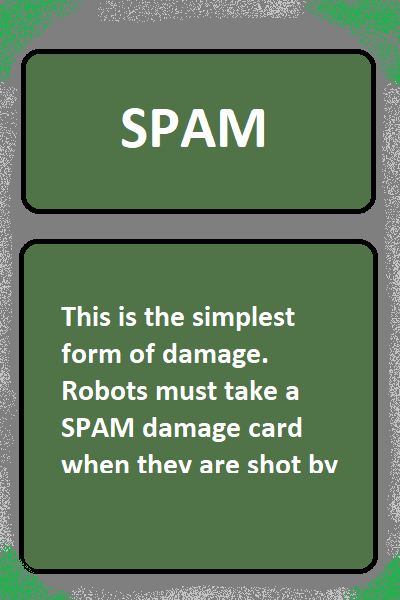 SPAM
This is the simplest
form of damage.
Robots must take a
SPAM damage card
when they are shot by